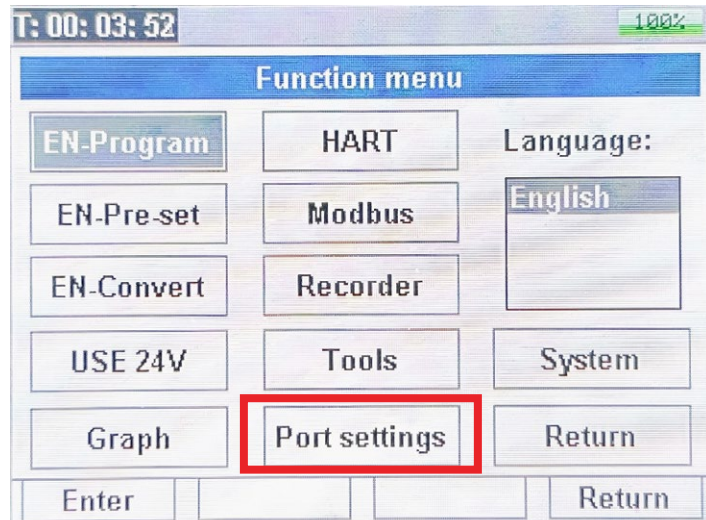 T: 00: 03: 52 100%
Function menu
EN-Program HART Language:
EN-Pre-set Modbus English
EN-Convert Recorder
USE 24V Tools System
Graph Port settings Return
Enter Return